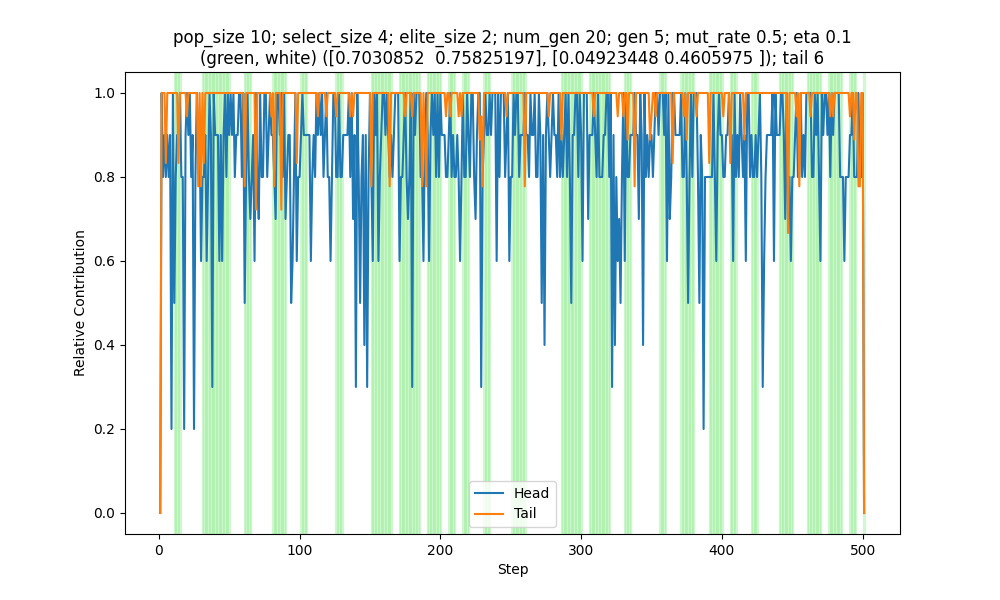 pop_size 10; select_size 4; elite_size 2; num_gen 20; gen 5; mut_rate 0.5; eta 0.1
(green, white) ([0.7030852  0.75825197], [0.04923448 0.4605975 ]); tail 6
1.0
0.8
0.6
0.4
0.2
0.0
Relative Contribution
Head
Tail
0
100
200
300
400
500
Step